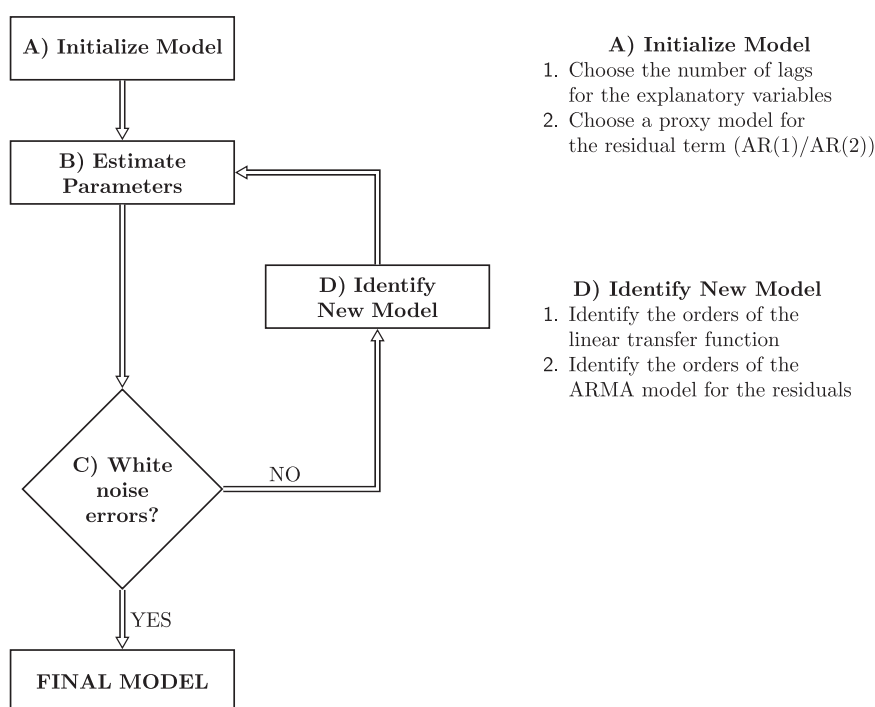 A) Initialize Model
B) Estimate
Parameters
D) Identify
New Model
C) White
noise
errors?
NO
YES
FINAL MODEL
A) Initialize Model
1. Choose the number of lags
for the explanatory variables
2. Choose a proxy model for
the residual term (AR(1)/AR(2))
D) Identify New Model
1. Identify the orders of the
linear transfer function
2. Identify the orders of the
ARMA model for the residuals